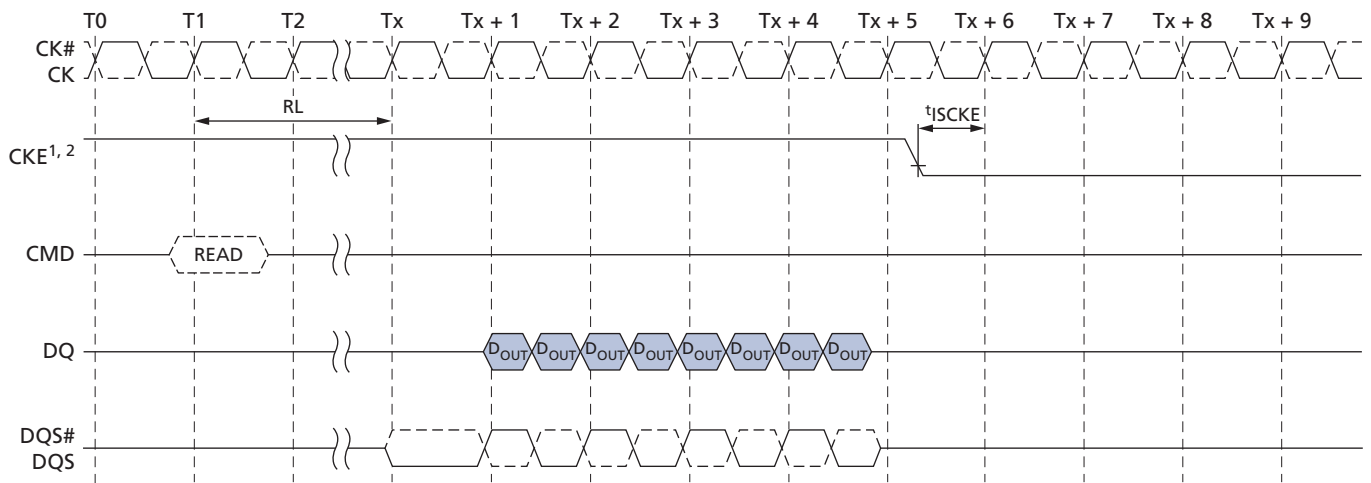 T0 T1 T2 Tx Tx + 1 Tx + 2 Tx + 3 Tx + 4 Tx + 5 Tx + 6 Tx + 7 Tx + 8 Tx + 9
CK#
CK
RL
tISCKE
CKE1, 2
CMD
READ
DQ
DOUT DOUT DOUT DOUT DOUT DOUT DOUT DOUT
DQS#
DQS